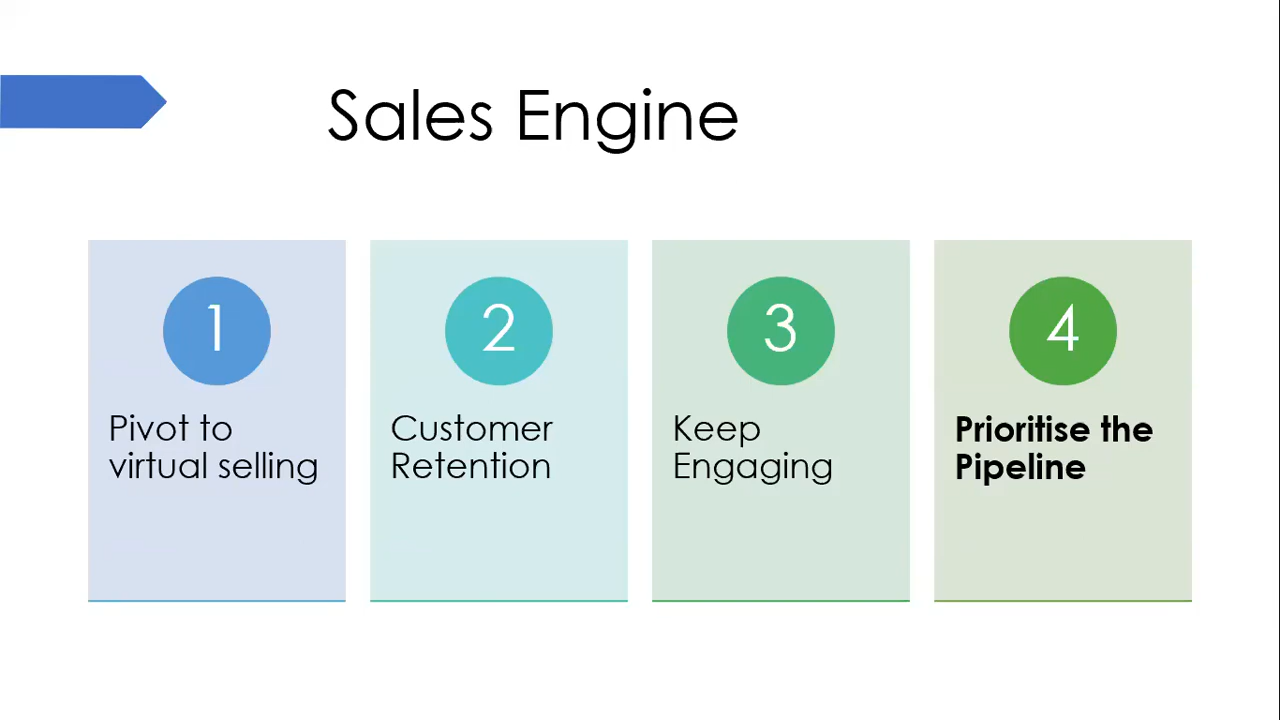 Sales Engine
1
Pivot to
virtual selling
2
Customer
Retention
3
Keep
Engaging
4
Prioritise the
Pipeline